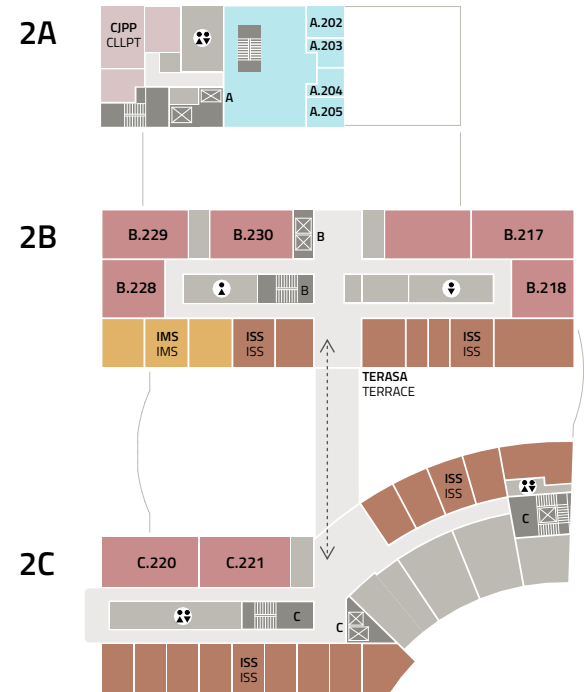 2A
CJPP
CLLPT
A.202
A.203
A.204
A.205
A
2B
B.229
B.230
B
B.217
B.228
B
B.218
IMS
IMS
ISS
ISS
ISS
ISS
TERASA
TERRACE
ISS
ISS
C
2C
C.220
C.221
C
C
ISS
ISS